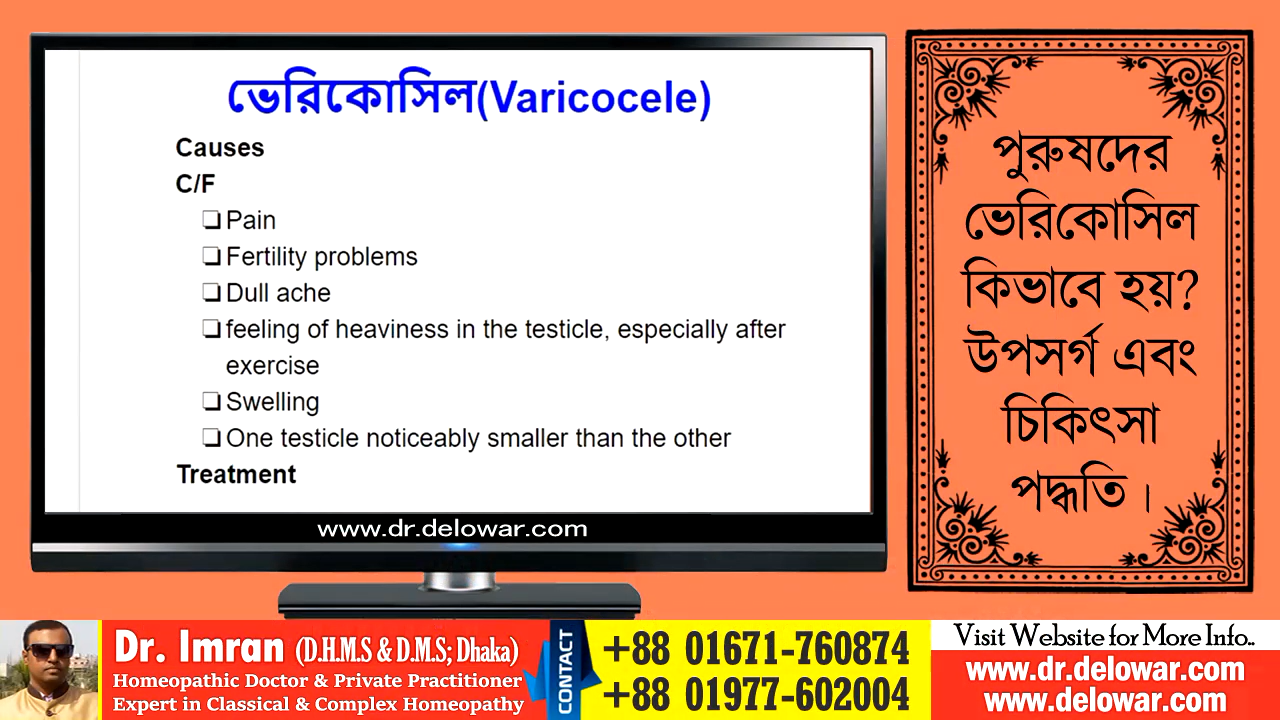 ভেরিকোসিল(Varicocele)
Causes
C/F
❑ Pain
❑ Fertility problems
❑ Dull ache
❑ feeling of heaviness in the testicle, especially after
exercise
❑ Swelling
❑ One testicle noticeably smaller than the other
Treatment
www.dr.delowar.com
পুরুষদের
ভেরিকোসিল
কিভাবে হয়?
উপসর্গ এবং
চিকিৎসা
পদ্ধতি।
Dr. Imran (D.H.M.S & D.M.S; Dhaka)
Homeopathic Doctor & Private Practitioner
Expert in Classical & Complex Homeopathy
CONTACT
+88 01671-760874
+88 01977-602004
Visit Website for More Info..
www.dr.delowar.com
www.delowar.com